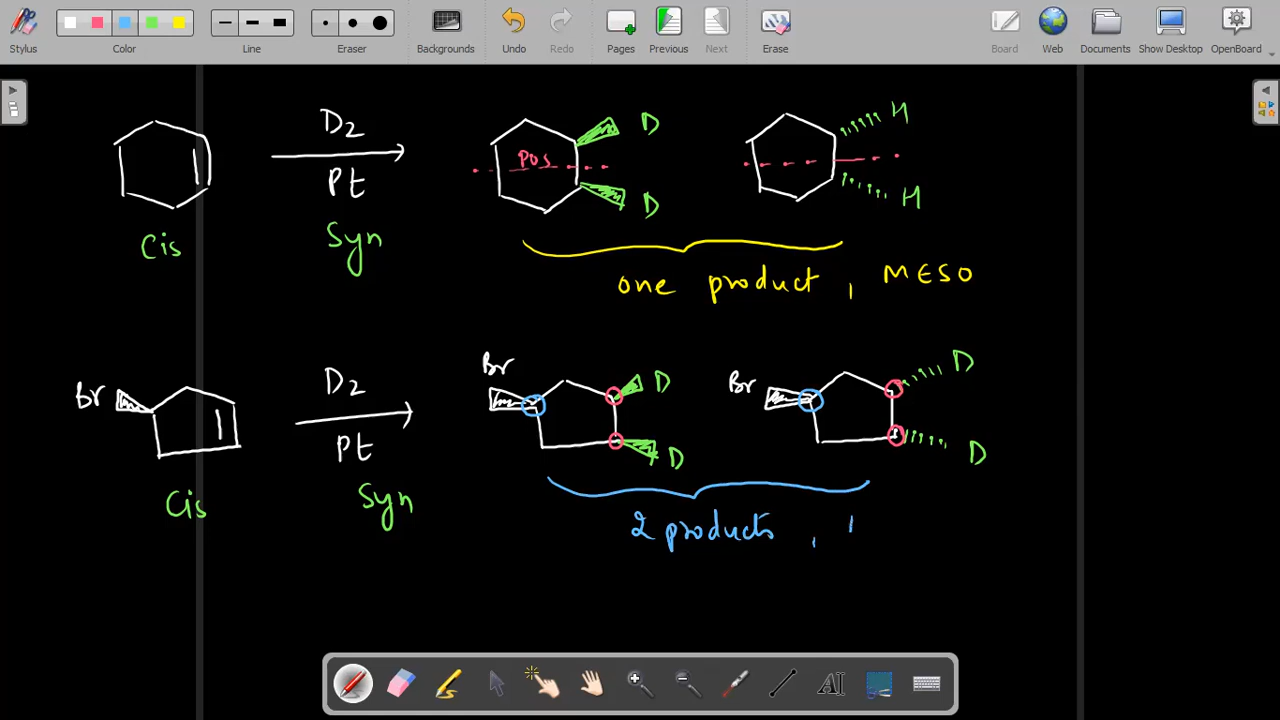 Stylus Color Line Eraser Backgrounds Undo Redo Pages Previous Next Erase Board Web Documents Show Desktop OpenBoard
D2
Pt
Cis
Syn
POS
D
D
H
H
one product , MESO
Br
D2
Pt
Cis
Syn
Br
D
D
Br
D
D
2 products ,
AI